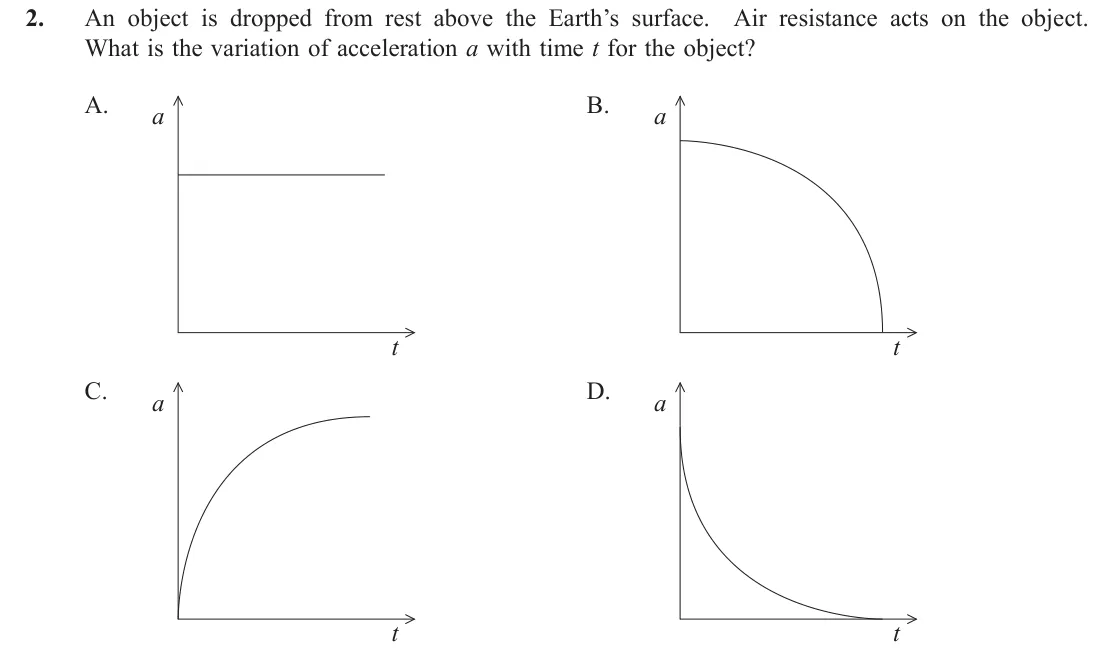 2. An object is dropped from rest above the Earth's surface. Air resistance acts on the object.
What is the variation of acceleration a with time t for the object?
A.
a
t
B.
a
t
C.
a
t
D.
a
t